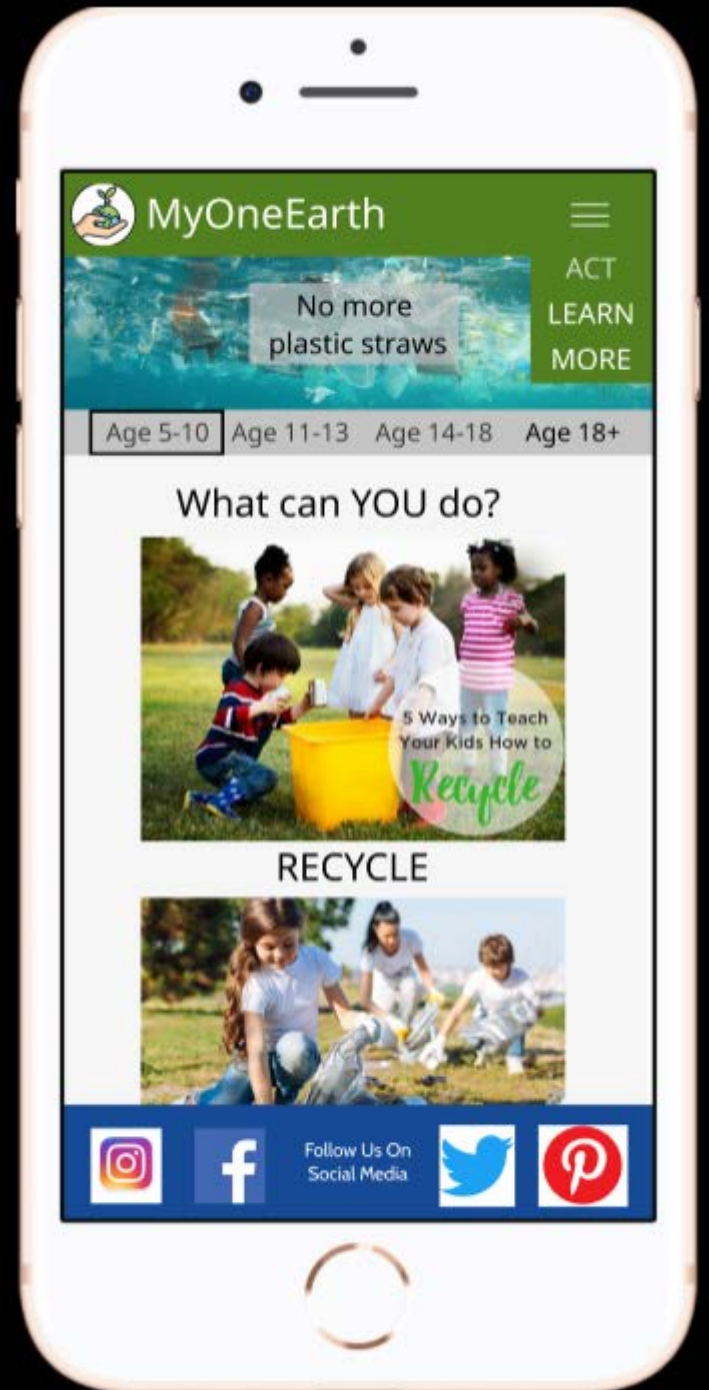 MyOneEarth
ACT
LEARN
MORE
No more
plastic straws
Age 5-10 Age 11-13 Age 14-18 Age 18+
What can YOU do?
5 Ways to Teach
Your Kids How to
Recycle
RECYCLE
Follow Us On
Social Media